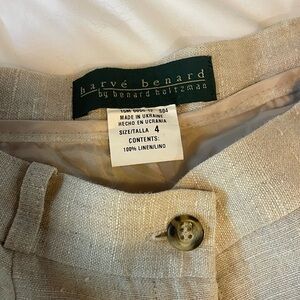 harvé benard
by benard holtzman
MADE IN UKRAINE
HECHO EN UCRANIA
SIZE/TALLA 4
CONTENTS:
100% LINEN/LINO